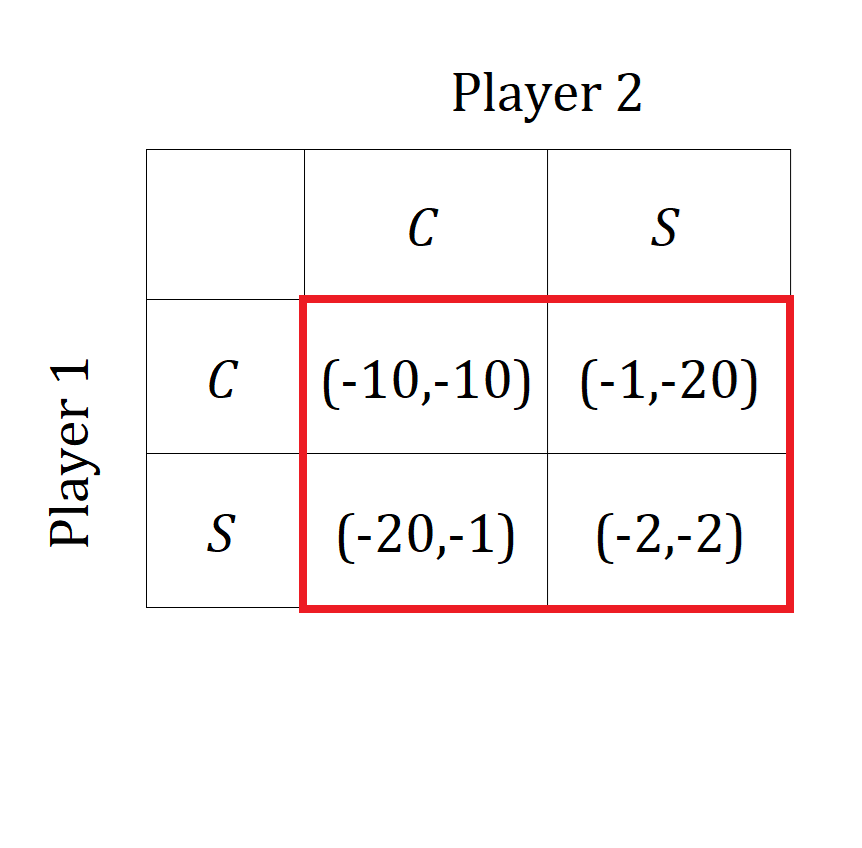 Player 2
C S
Player 1
C (-10,-10) (-1,-20)
S (-20,-1) (-2,-2)